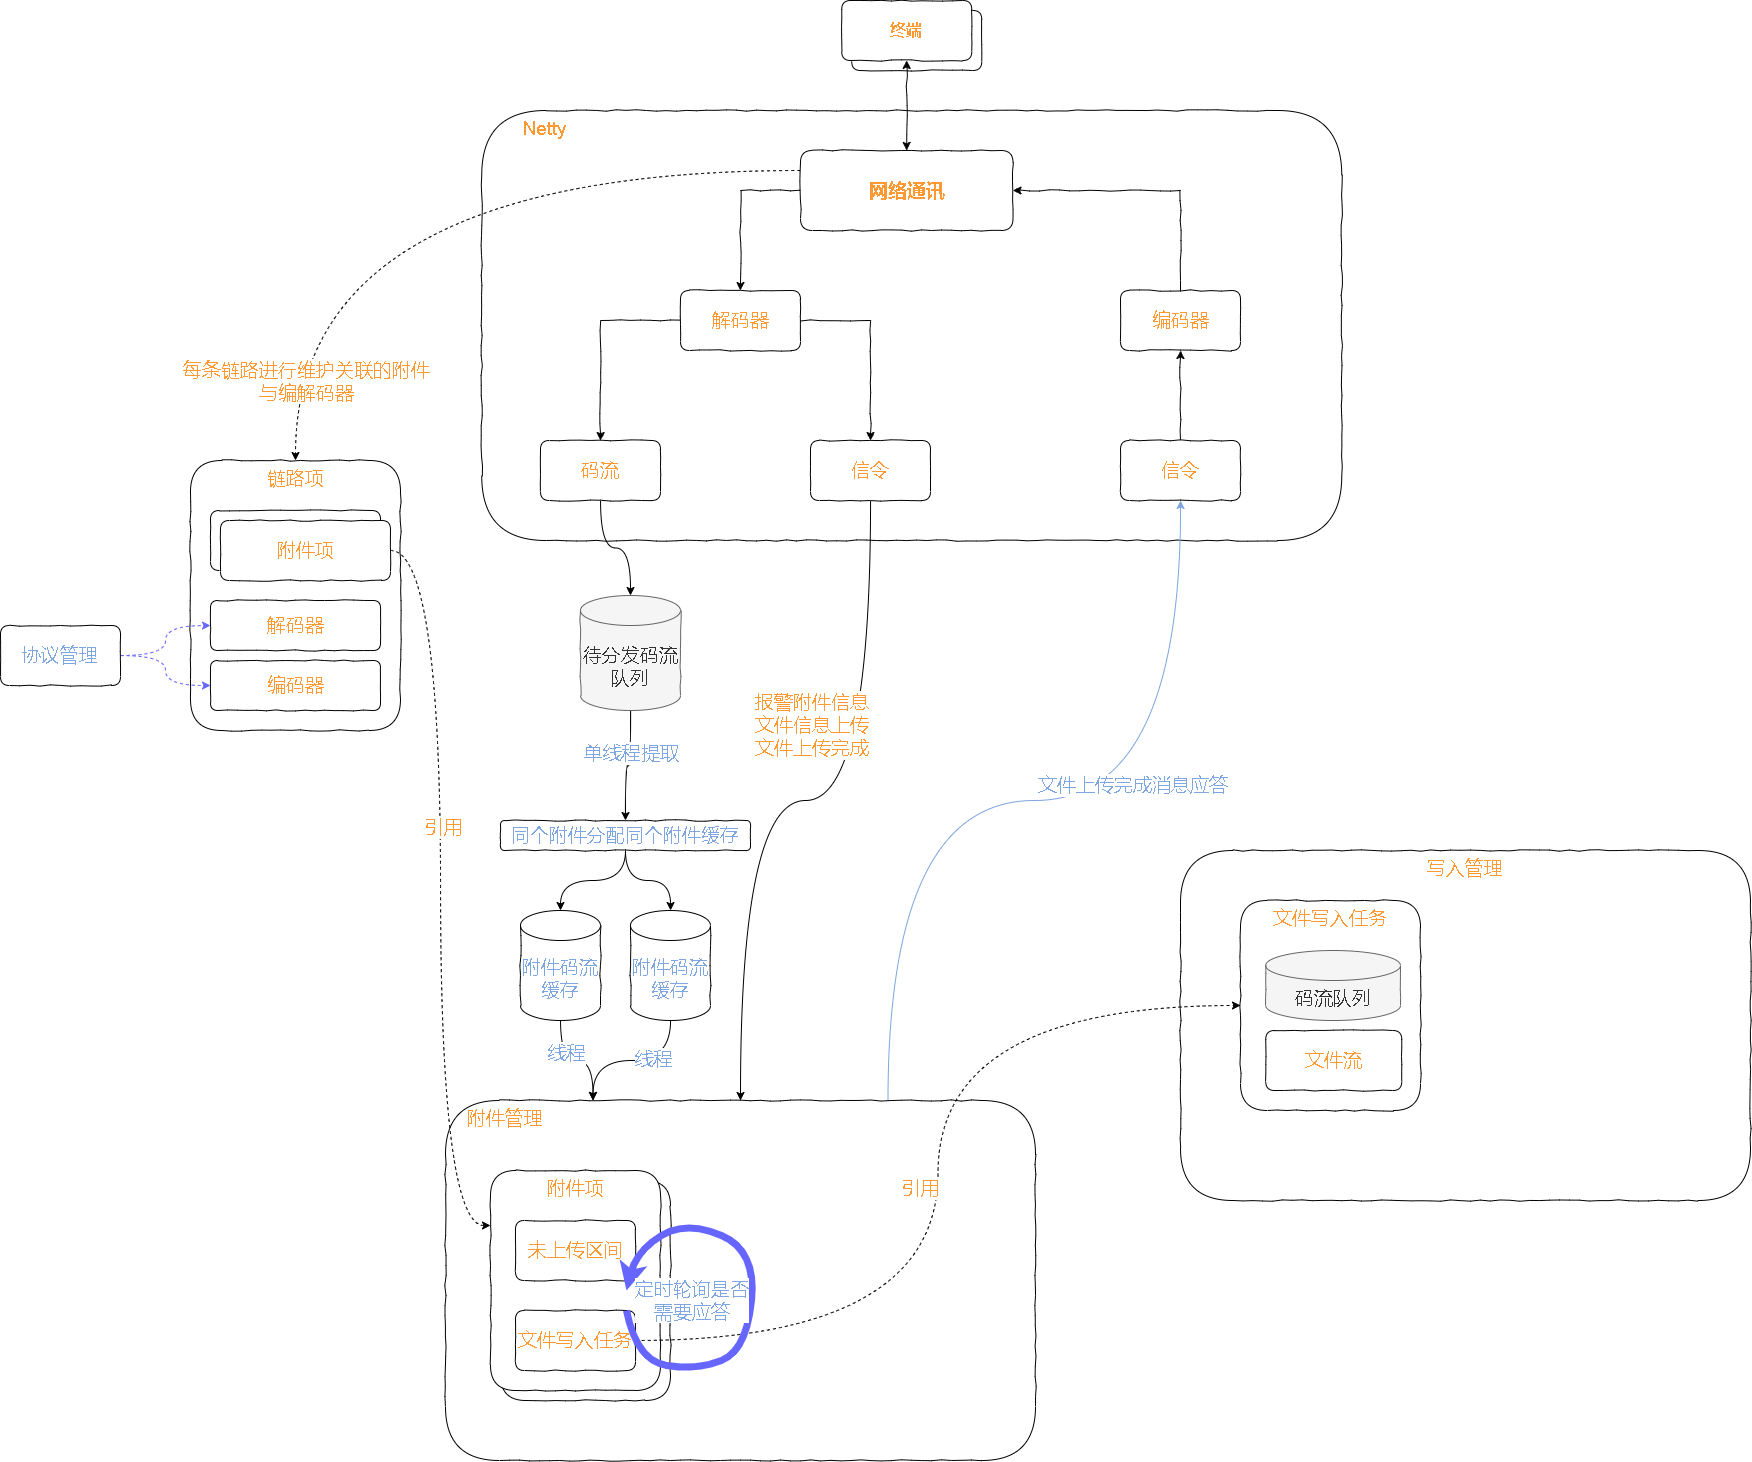 终端
Netty
网络通讯
解码器
编码器
每条链路进行维护关联的附件
与编解码器
码流
信令
信令
链路项
附件项
解码器
编码器
协议管理
待分发码流
队列
单线程提取
报警附件信息
文件信息上传
文件上传完成
文件上传完成消息应答
引用
同个附件分配同个附件缓存
附件码流
缓存
附件码流
缓存
线程
线程
写入管理
文件写入任务
码流队列
文件流
附件管理
附件项
未上传区间
文件写入任务
定时轮询是否
需要应答
引用